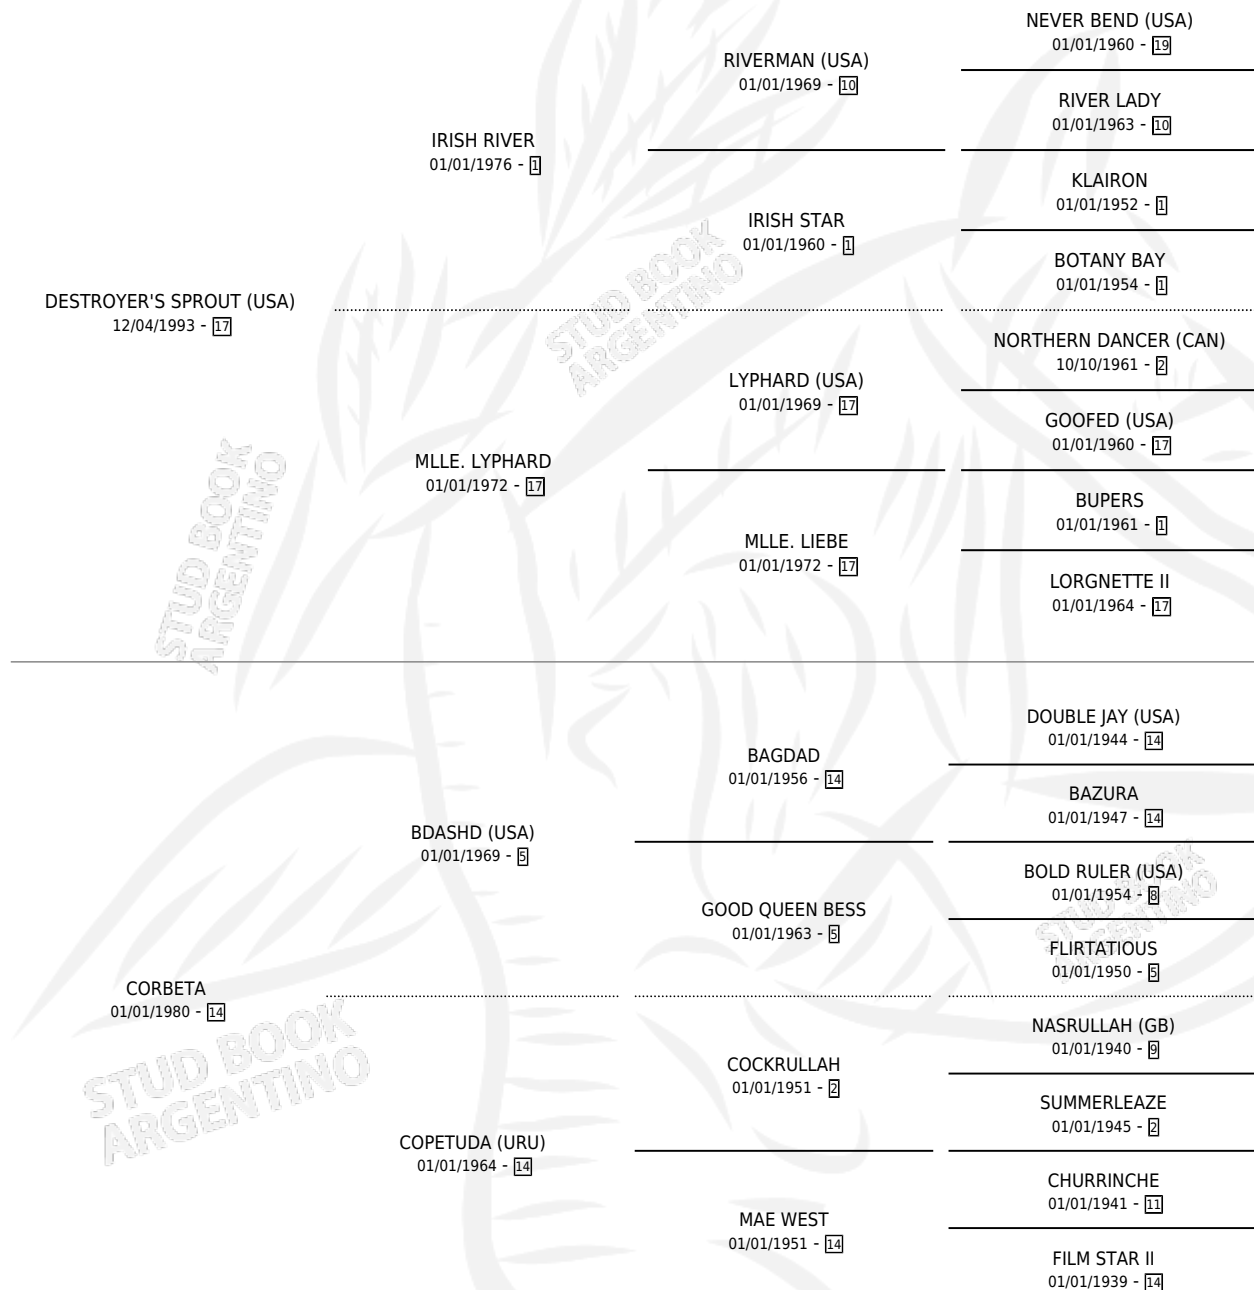 NEVER BEND (USA)
01/01/1960 - 19
RIVERMAN (USA)
01/01/1969 - 10
RIVER LADY
01/01/1963 - 10
IRISH RIVER
01/01/1976 - 1
KLAIRON
01/01/1952 - 1
IRISH STAR
01/01/1960 - 1
BOTANY BAY
01/01/1954 - 1
DESTROYER'S SPROUT (USA)
12/04/1993 - 17
NORTHERN DANCER (CAN)
10/10/1961 - 2
LYPHARD (USA)
01/01/1969 - 17
GOOFED (USA)
01/01/1960 - 17
MLLE. LYPHARD
01/01/1972 - 17
BUPERS
01/01/1961 - 1
MLLE. LIEBE
01/01/1972 - 17
LORGNETTE II
01/01/1964 - 17
DOUBLE JAY (USA)
01/01/1944 - 14
BAGDAD
01/01/1956 - 14
BAZURA
01/01/1947 - 14
BDASHD (USA)
01/01/1969 - 5
BOLD RULER (USA)
01/01/1954 - 8
GOOD QUEEN BESS
01/01/1963 - 5
FLIRTATIOUS
01/01/1950 - 5
CORBETA
01/01/1980 - 14
NASRULLAH (GB)
01/01/1940 - 9
COCKRULLAH
01/01/1951 - 2
SUMMERLEAZE
01/01/1945 - 2
COPETUDA (URU)
01/01/1964 - 14
CHURRINCHE
01/01/1941 - 11
MAE WEST
01/01/1951 - 14
FILM STAR II
01/01/1939 - 14
STUD BOOK
ARGENTINO
STUD BOOK
ARGENTINO
STUD BOOK
ARGENTINO
STUD BOOK
ARGENTINO